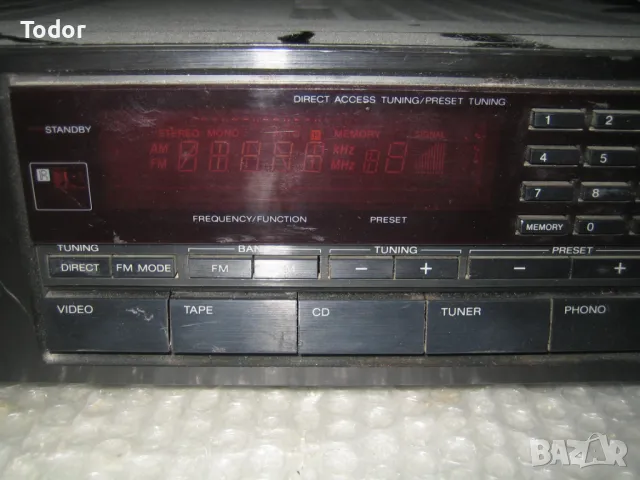 Todor
DIRECT ACCESS TUNING/PRESET TUNING
STANDBY
STEREO MONO MEMORY SIGNAL
AM kHz
FM MHz
1 2
4 5
7 8
MEMORY 0
FREQUENCY/FUNCTION PRESET
TUNING BAND TUNING PRESET
DIRECT FM MODE FM − + − +
VIDEO TAPE CD TUNER PHONO
BAZAR